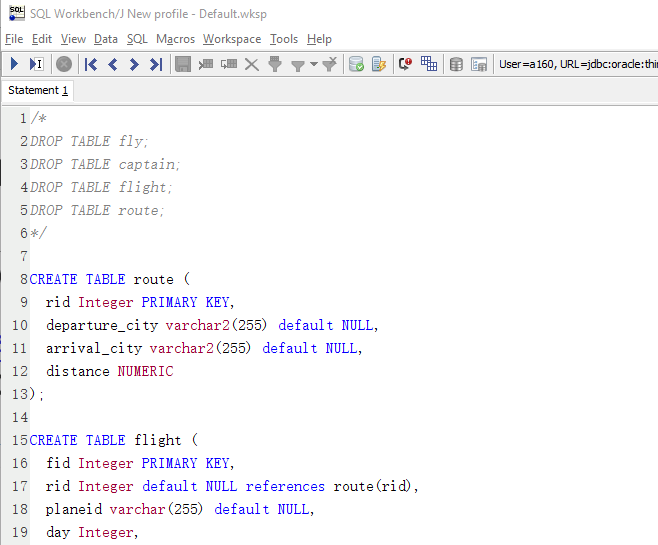 SQL Workbench/J New profile - Default.wksp
File Edit View Data SQL Macros Workspace Tools Help
User=a160, URL=jdbc:oracle:thi
Statement 1
1 /*
2 DROP TABLE fly;
3 DROP TABLE captain;
4 DROP TABLE flight;
5 DROP TABLE route;
6 */
7
8 CREATE TABLE route (
9 rid Integer PRIMARY KEY,
10 departure_city varchar2(255) default NULL,
11 arrival_city varchar2(255) default NULL,
12 distance NUMERIC
13 );
14
15 CREATE TABLE flight (
16 fid Integer PRIMARY KEY,
17 rid Integer default NULL references route(rid),
18 planeid varchar(255) default NULL,
19 day Integer,